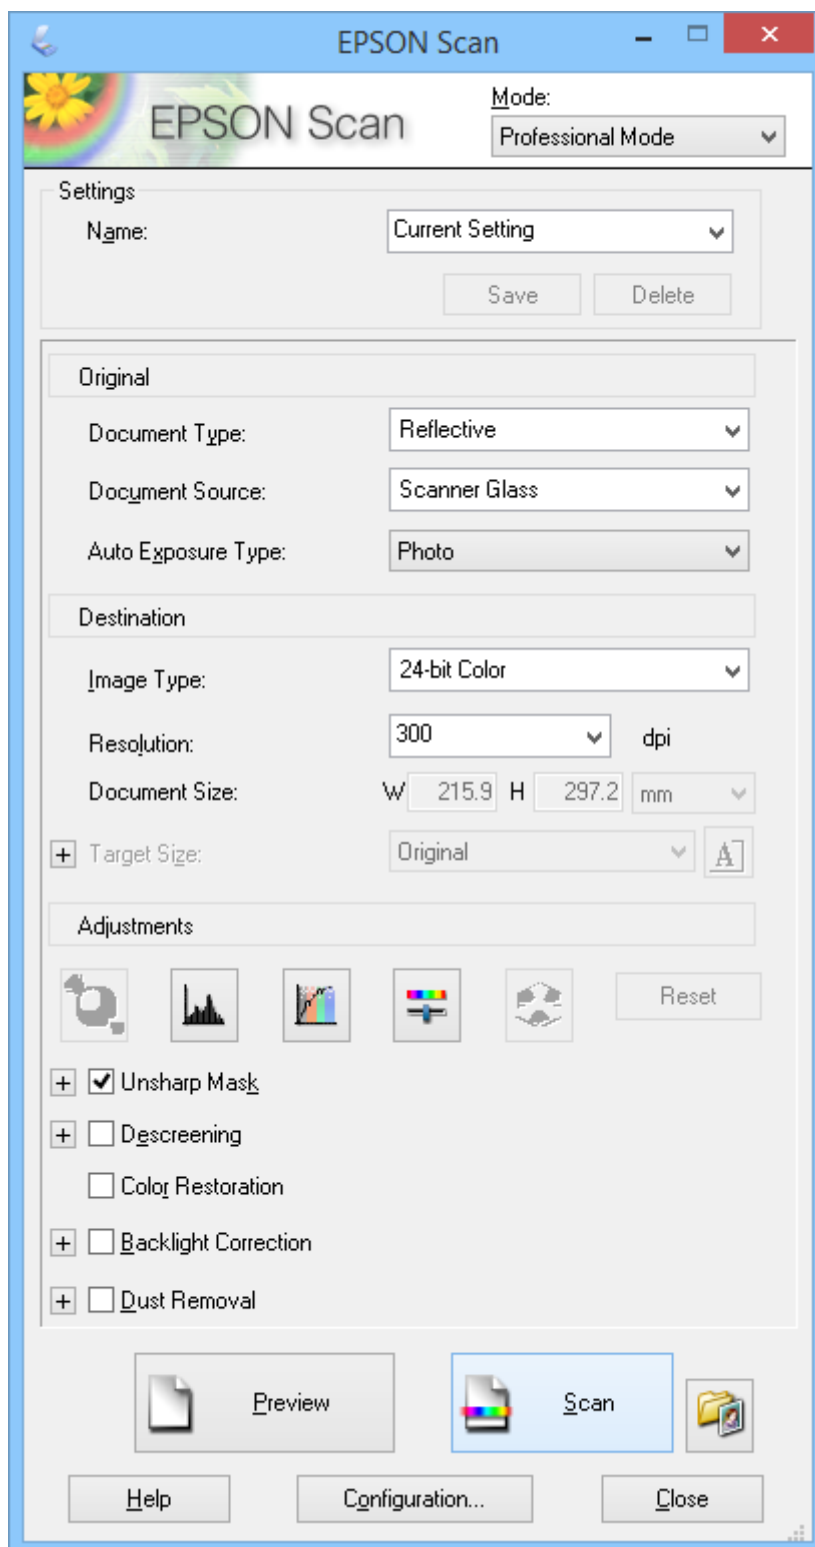 EPSON Scan
EPSON Scan
Mode:
Professional Mode
Settings
Name: Current Setting
Save Delete
Original
Document Type: Reflective
Document Source: Scanner Glass
Auto Exposure Type: Photo
Destination
Image Type: 24-bit Color
Resolution: 300 dpi
Document Size: W 215.9 H 297.2 mm
+ Target Size: Original A
Adjustments
Reset
+ Unsharp Mask
+ Descreening
Color Restoration
+ Backlight Correction
+ Dust Removal
Preview Scan
Help Configuration... Close